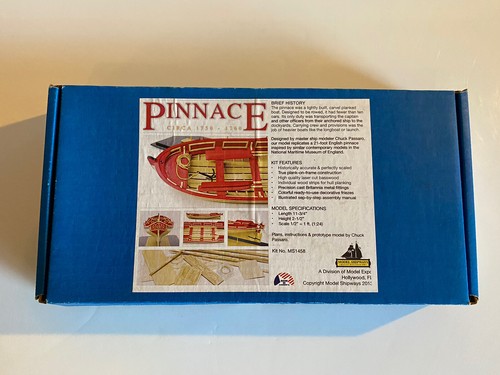 PINNACE
CIRCA 1750 - 1760
BRIEF HISTORY
The pinnace was a lightly built, carvel planked
boat. Designed to be rowed, it had fewer than ten
oars. Its only duty was transporting the captain
and other officers from their anchored ship to the
dockyards. Carrying crew and provisions was the
job of heavier boats like the longboat or launch.
Designed by master ship modeler Chuck Passaro,
our model replicates a 21-foot English pinnace
inspired by similar contemporary models in the
National Maritime Museum of England.
KIT FEATURES
• Historically accurate & perfectly scaled
• True plank-on-frame construction
• High quality laser cut basswood
• Individual wood strips for hull planking
• Precision cast Britannia metal fittings
• Colorful ready-to-use decorative friezes
• Illustrated step-by-step assembly manual
MODEL SPECIFICATIONS
• Length 11-3/4"
• Height 2-1/2"
• Scale 1/2" = 1 ft. (1:24)
Plans, instructions & prototype model by Chuck
Passaro.
Kit No. MS1458
MODEL SHIPWAYS
A Division of Model Expo
Hollywood, Fl
Copyright Model Shipways